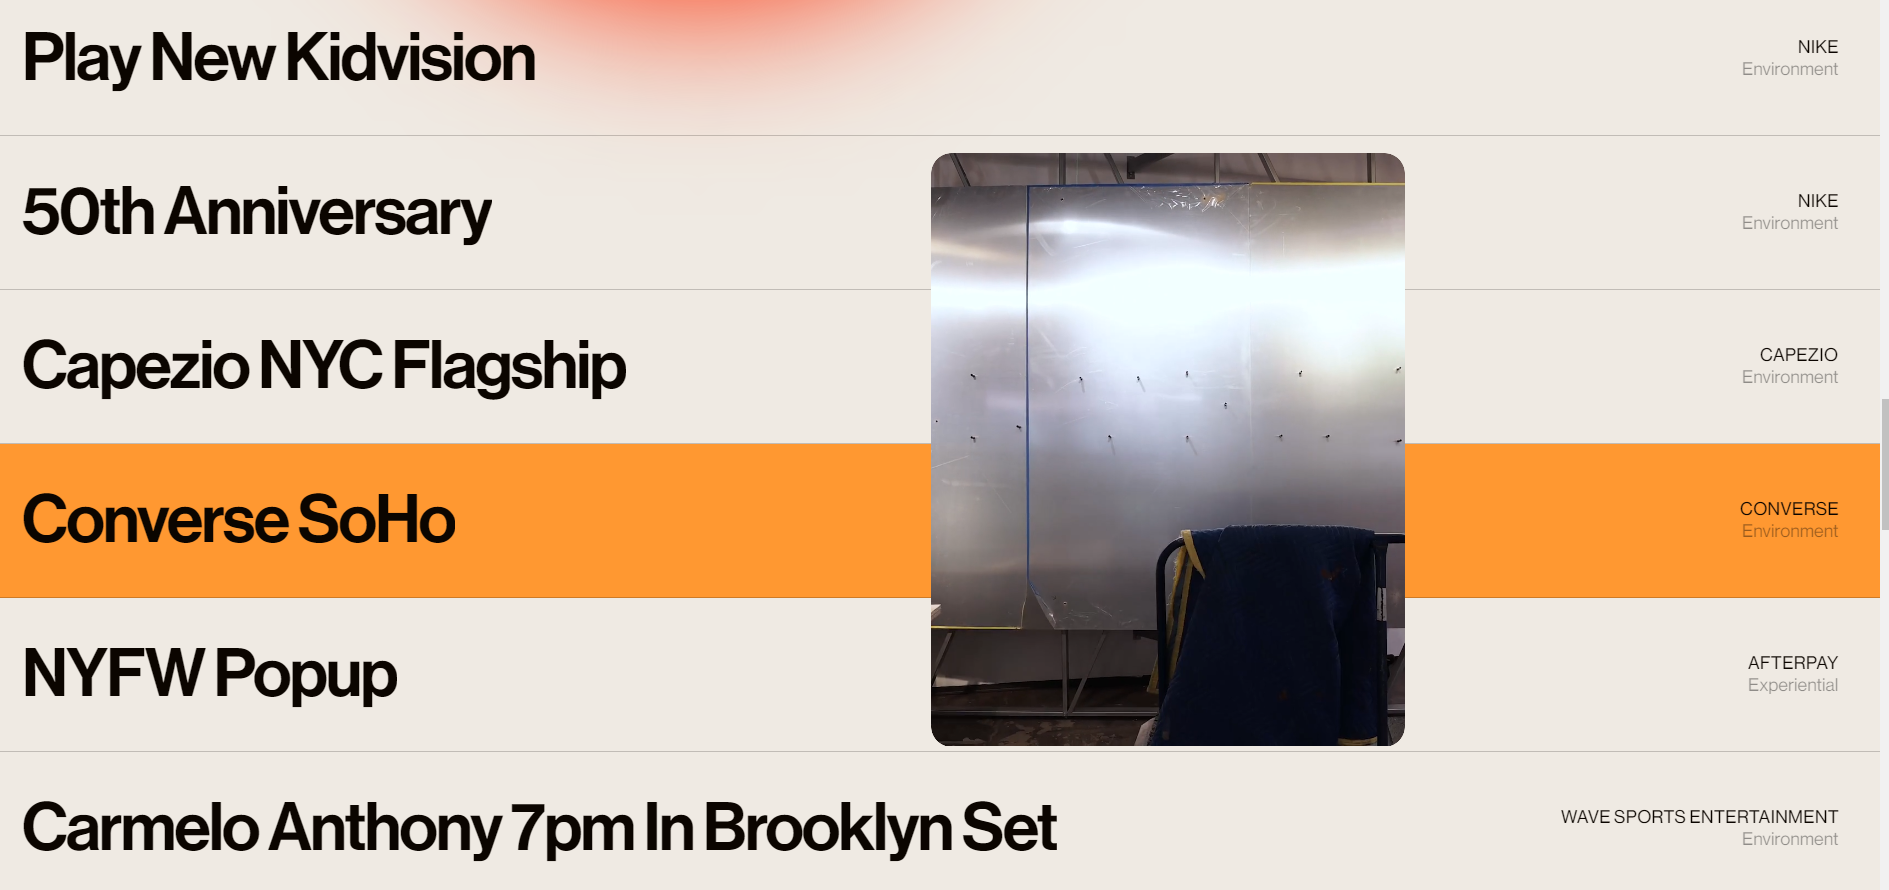 Play New Kidvision
NIKE
Environment
50th Anniversary
NIKE
Environment
Capezio NYC Flagship
CAPEZIO
Environment
Converse SoHo
CONVERSE
Environment
NYFW Popup
AFTERPAY
Experiential
Carmelo Anthony 7pm In Brooklyn Set
WAVE SPORTS ENTERTAINMENT
Environment